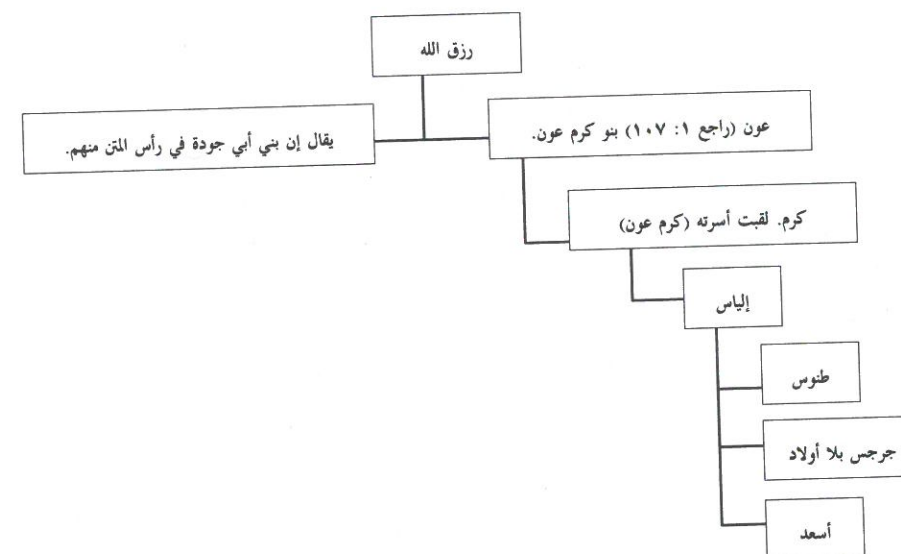 رزق الله
عون (راجع ١: ١٠٧) بنو كرم عون.
يقال إن بني أبي جودة في رأس المتن منهم.
كرم. لقبت أسرته (كرم عون)
إلياس
طنوس
جرجس بلا أولاد
أسعد